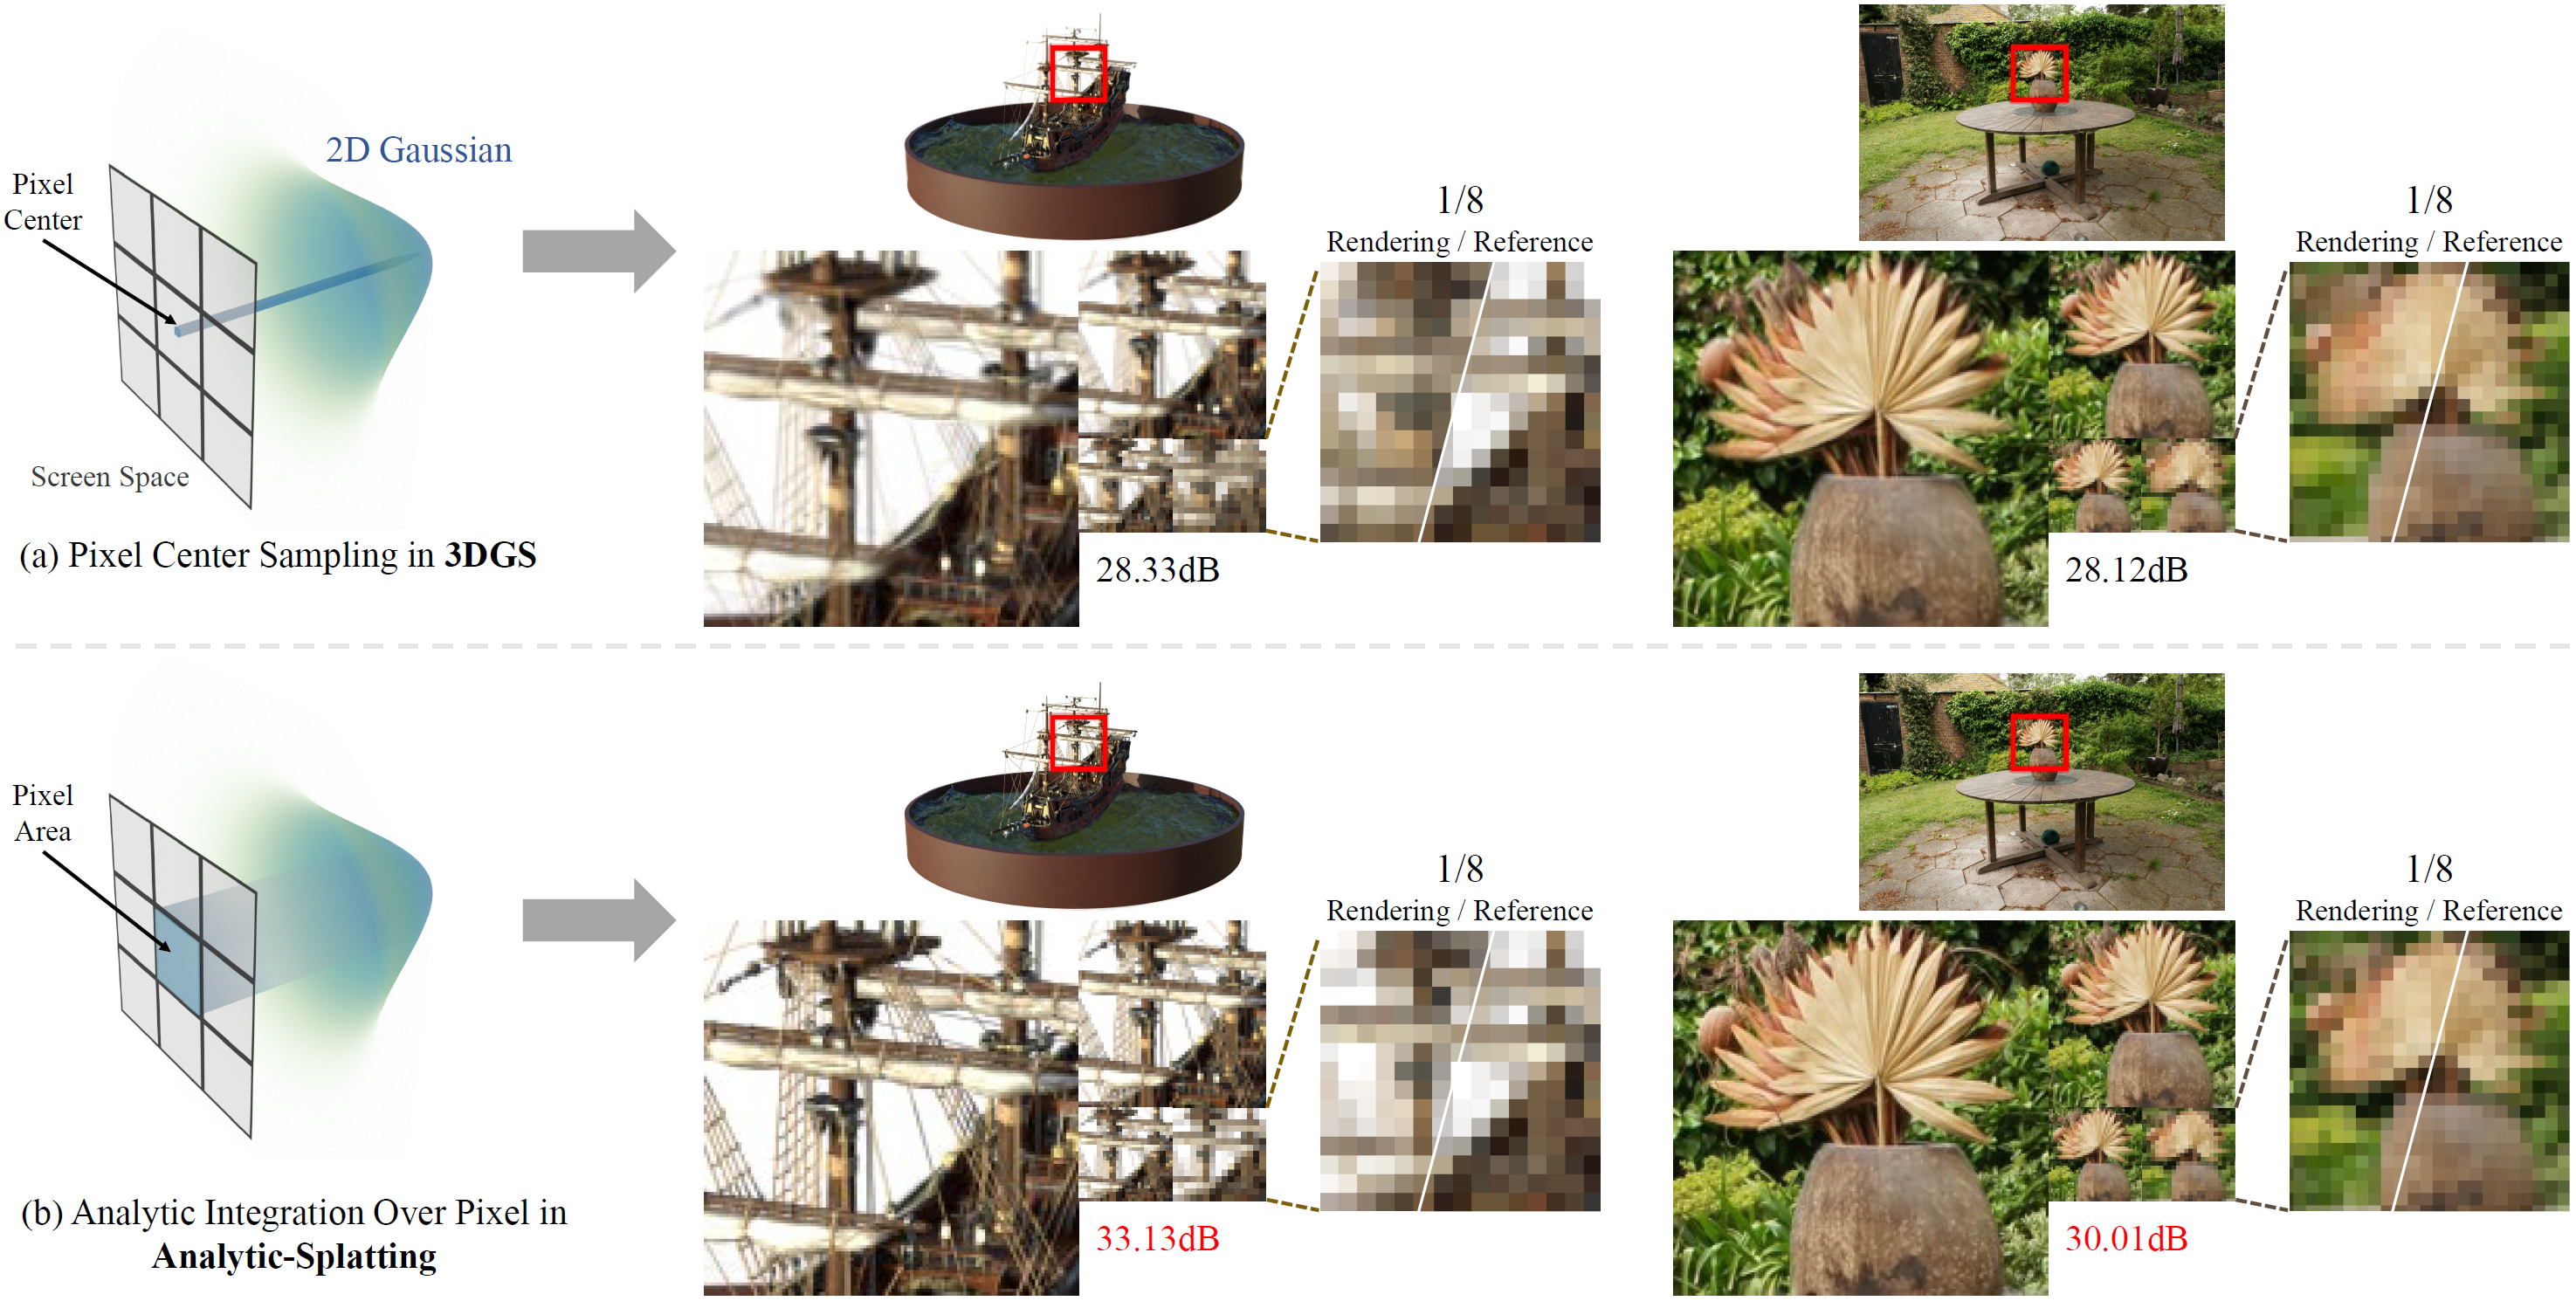 2D Gaussian
Pixel
Center
Screen Space
(a) Pixel Center Sampling in 3DGS
1/8
Rendering / Reference
28.33dB
1/8
Rendering / Reference
28.12dB
Pixel
Area
(b) Analytic Integration Over Pixel in
Analytic-Splatting
1/8
Rendering / Reference
33.13dB
1/8
Rendering / Reference
30.01dB